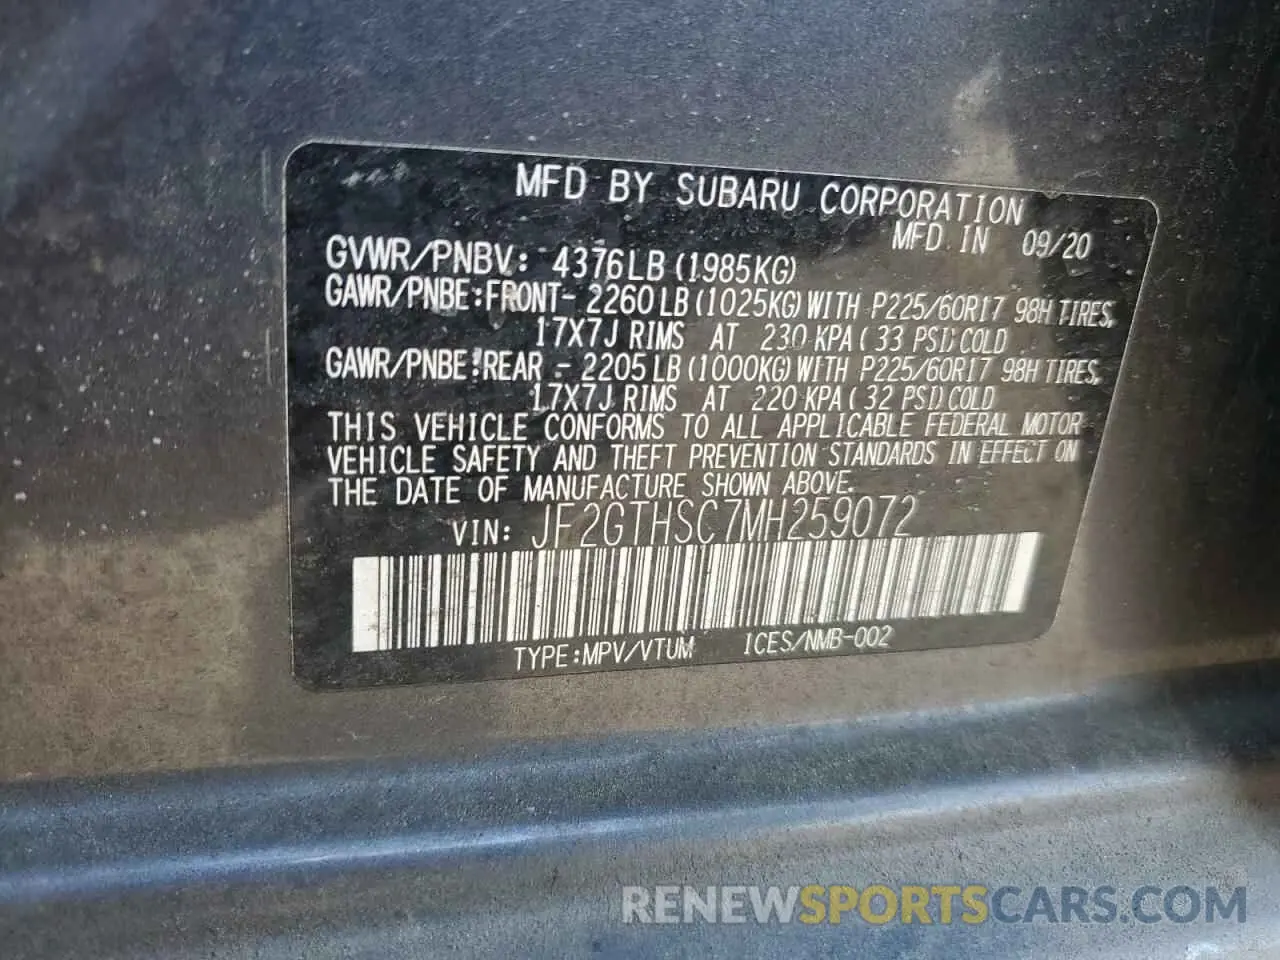 MFD BY SUBARU CORPORATION
MFD IN 09/20
GVWR/PNBV: 4376LB (1985KG)
GAWR/PNBE:FRONT- 2260LB (1025KG) WITH P225/60R17 98H TIRES,
17X7J RIMS AT 230 KPA (33 PSI) COLD
GAWR/PNBE:REAR - 2205LB (1000KG) WITH P225/60R17 98H TIRES,
17X7J RIMS AT 220 KPA (32 PSI) COLD
THIS VEHICLE CONFORMS TO ALL APPLICABLE FEDERAL MOTOR
VEHICLE SAFETY AND THEFT PREVENTION STANDARDS IN EFFECT ON
THE DATE OF MANUFACTURE SHOWN ABOVE.
VIN: JF2GTHSC7MH259072
TYPE:MPV/VTUM ICES/NMB-002
RENEWSPORTSCARS.COM